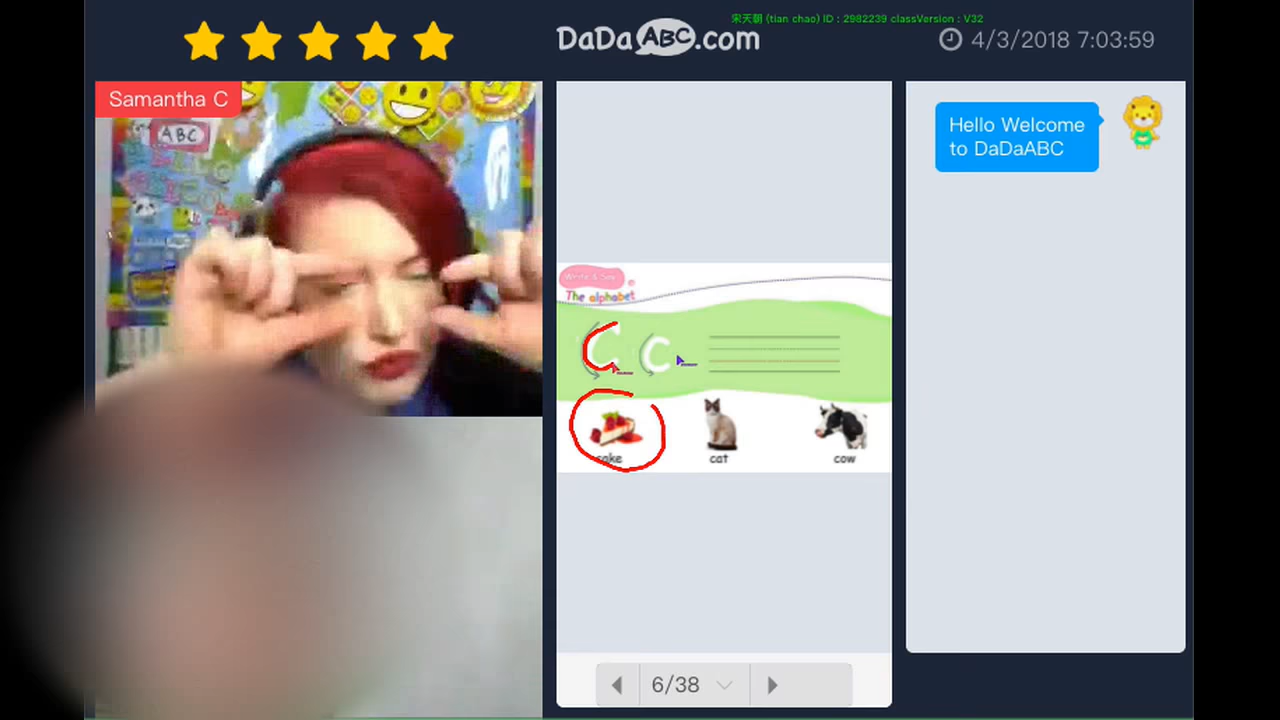 宋天朝 (tian chao) ID : 2982239 classVersion : V32
DaDaABC.com
4/3/2018 7:03:59
Samantha C
ABC
Hello Welcome
to DaDaABC
Write & Say
The alphabet
C c
cake
cat
cow
6/38